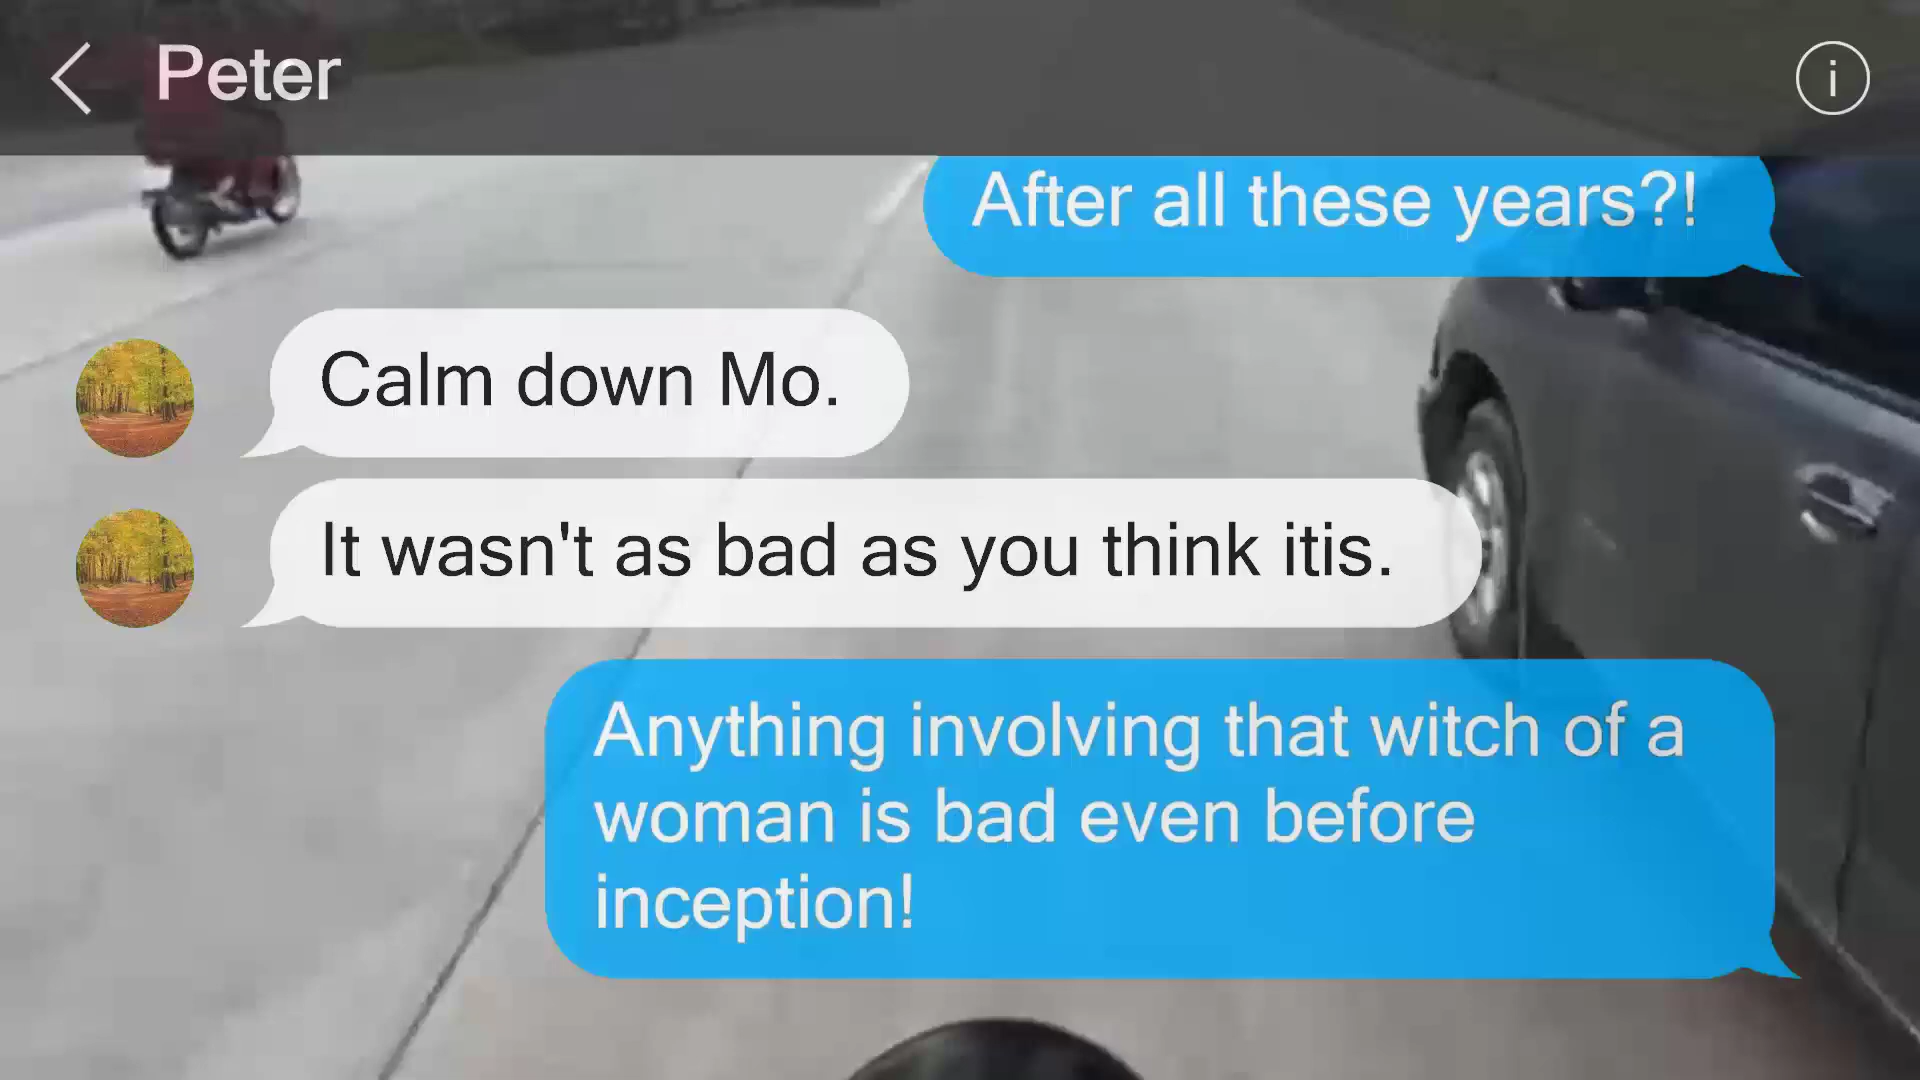 Peter
i
After all these years?!
Calm down Mo.
It wasn't as bad as you think itis.
Anything involving that witch of a
woman is bad even before
inception!